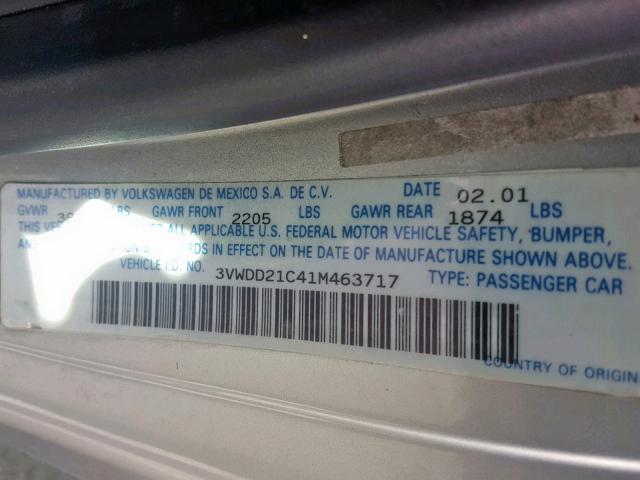 MANUFACTURED BY VOLKSWAGEN DE MEXICO S.A. DE C.V. DATE 02.01
GVWR LBS GAWR FRONT 2205 LBS GAWR REAR 1874 LBS
THIS TO ALL APPLICABLE U.S. FEDERAL MOTOR VEHICLE SAFETY, BUMPER,
IN EFFECT ON THE DATE OF MANUFACTURE SHOWN ABOVE.
VEHICLE I.D. NO. 3VWDD21C41M463717 TYPE: PASSENGER CAR
COUNTRY OF ORIGIN